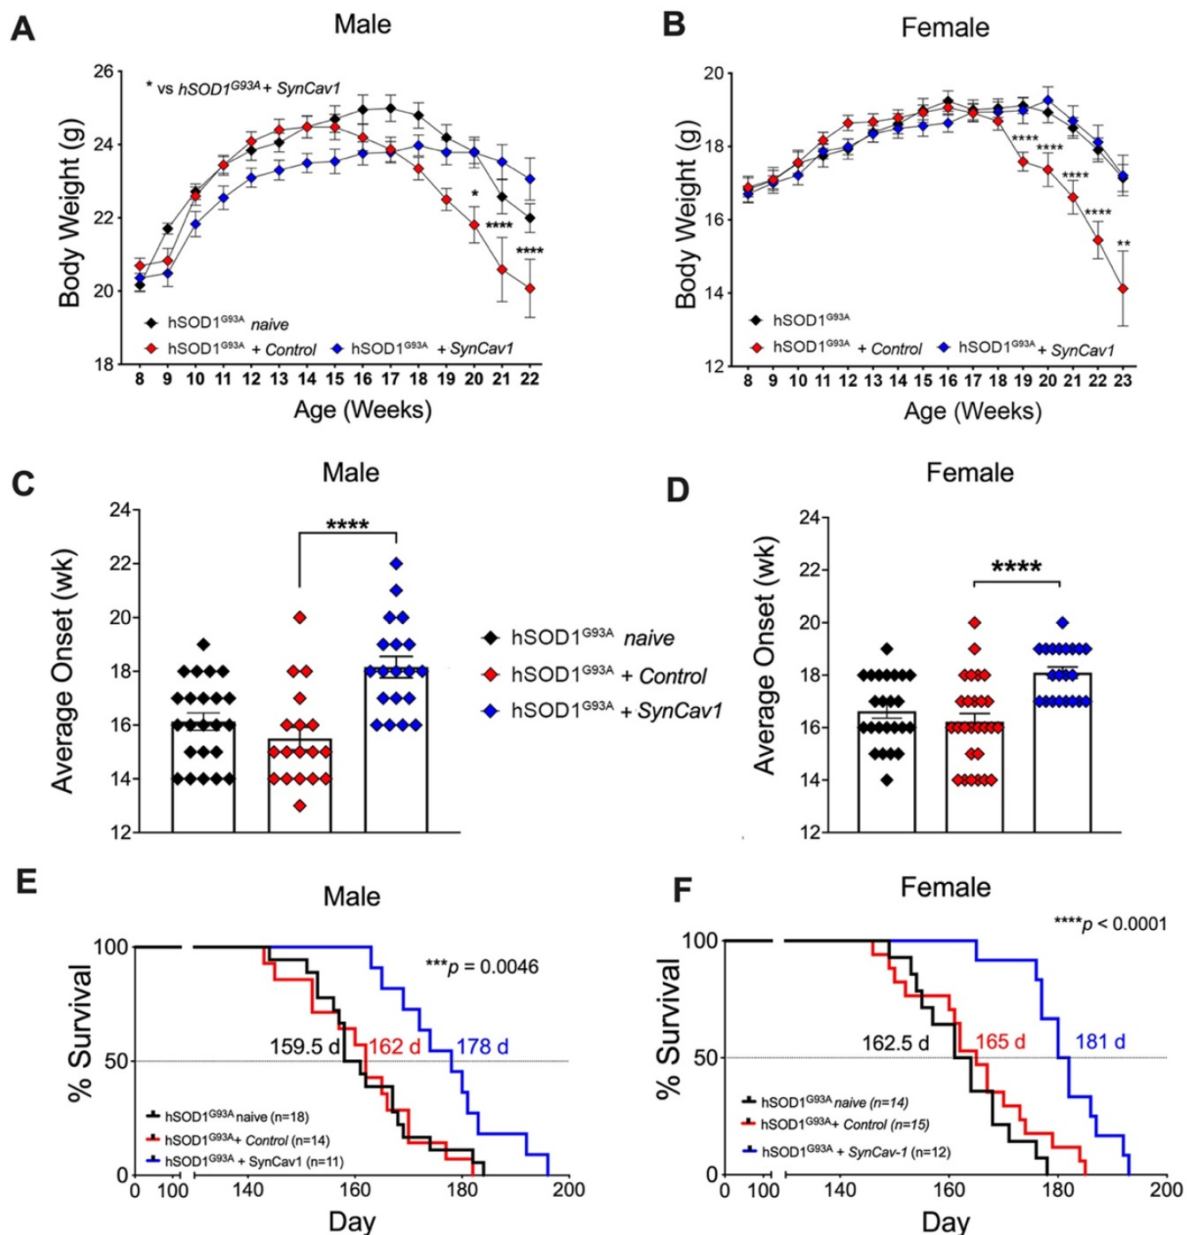 A
Male
* vs hSOD1G93A + SynCav1
Body Weight (g)
26
24
22
20
18
*
****
****
hSOD1G93A naive
hSOD1G93A + Control
hSOD1G93A + SynCav1
8 9 10 11 12 13 14 15 16 17 18 19 20 21 22
Age (Weeks)
B
Female
Body Weight (g)
20
18
16
14
12
****
****
****
****
**
hSOD1G93A
hSOD1G93A + Control
hSOD1G93A + SynCav1
8 9 10 11 12 13 14 15 16 17 18 19 20 21 22 23
Age (Weeks)
C
Male
Average Onset (wk)
24
22
20
18
16
14
12
****
hSOD1G93A naive
hSOD1G93A + Control
hSOD1G93A + SynCav1
D
Female
Average Onset (wk)
24
22
20
18
16
14
12
****
E
Male
% Survival
100
50
0
***p = 0.0046
159.5 d
162 d
178 d
hSOD1G93A naive (n=18)
hSOD1G93A+ Control (n=14)
hSOD1G93A + SynCav1 (n=11)
0 100 140 160 180 200
Day
F
Female
% Survival
100
50
0
****p < 0.0001
162.5 d
165 d
181 d
hSOD1G93A naive (n=14)
hSOD1G93A+ Control (n=15)
hSOD1G93A + SynCav-1 (n=12)
0 100 140 160 180 200
Day